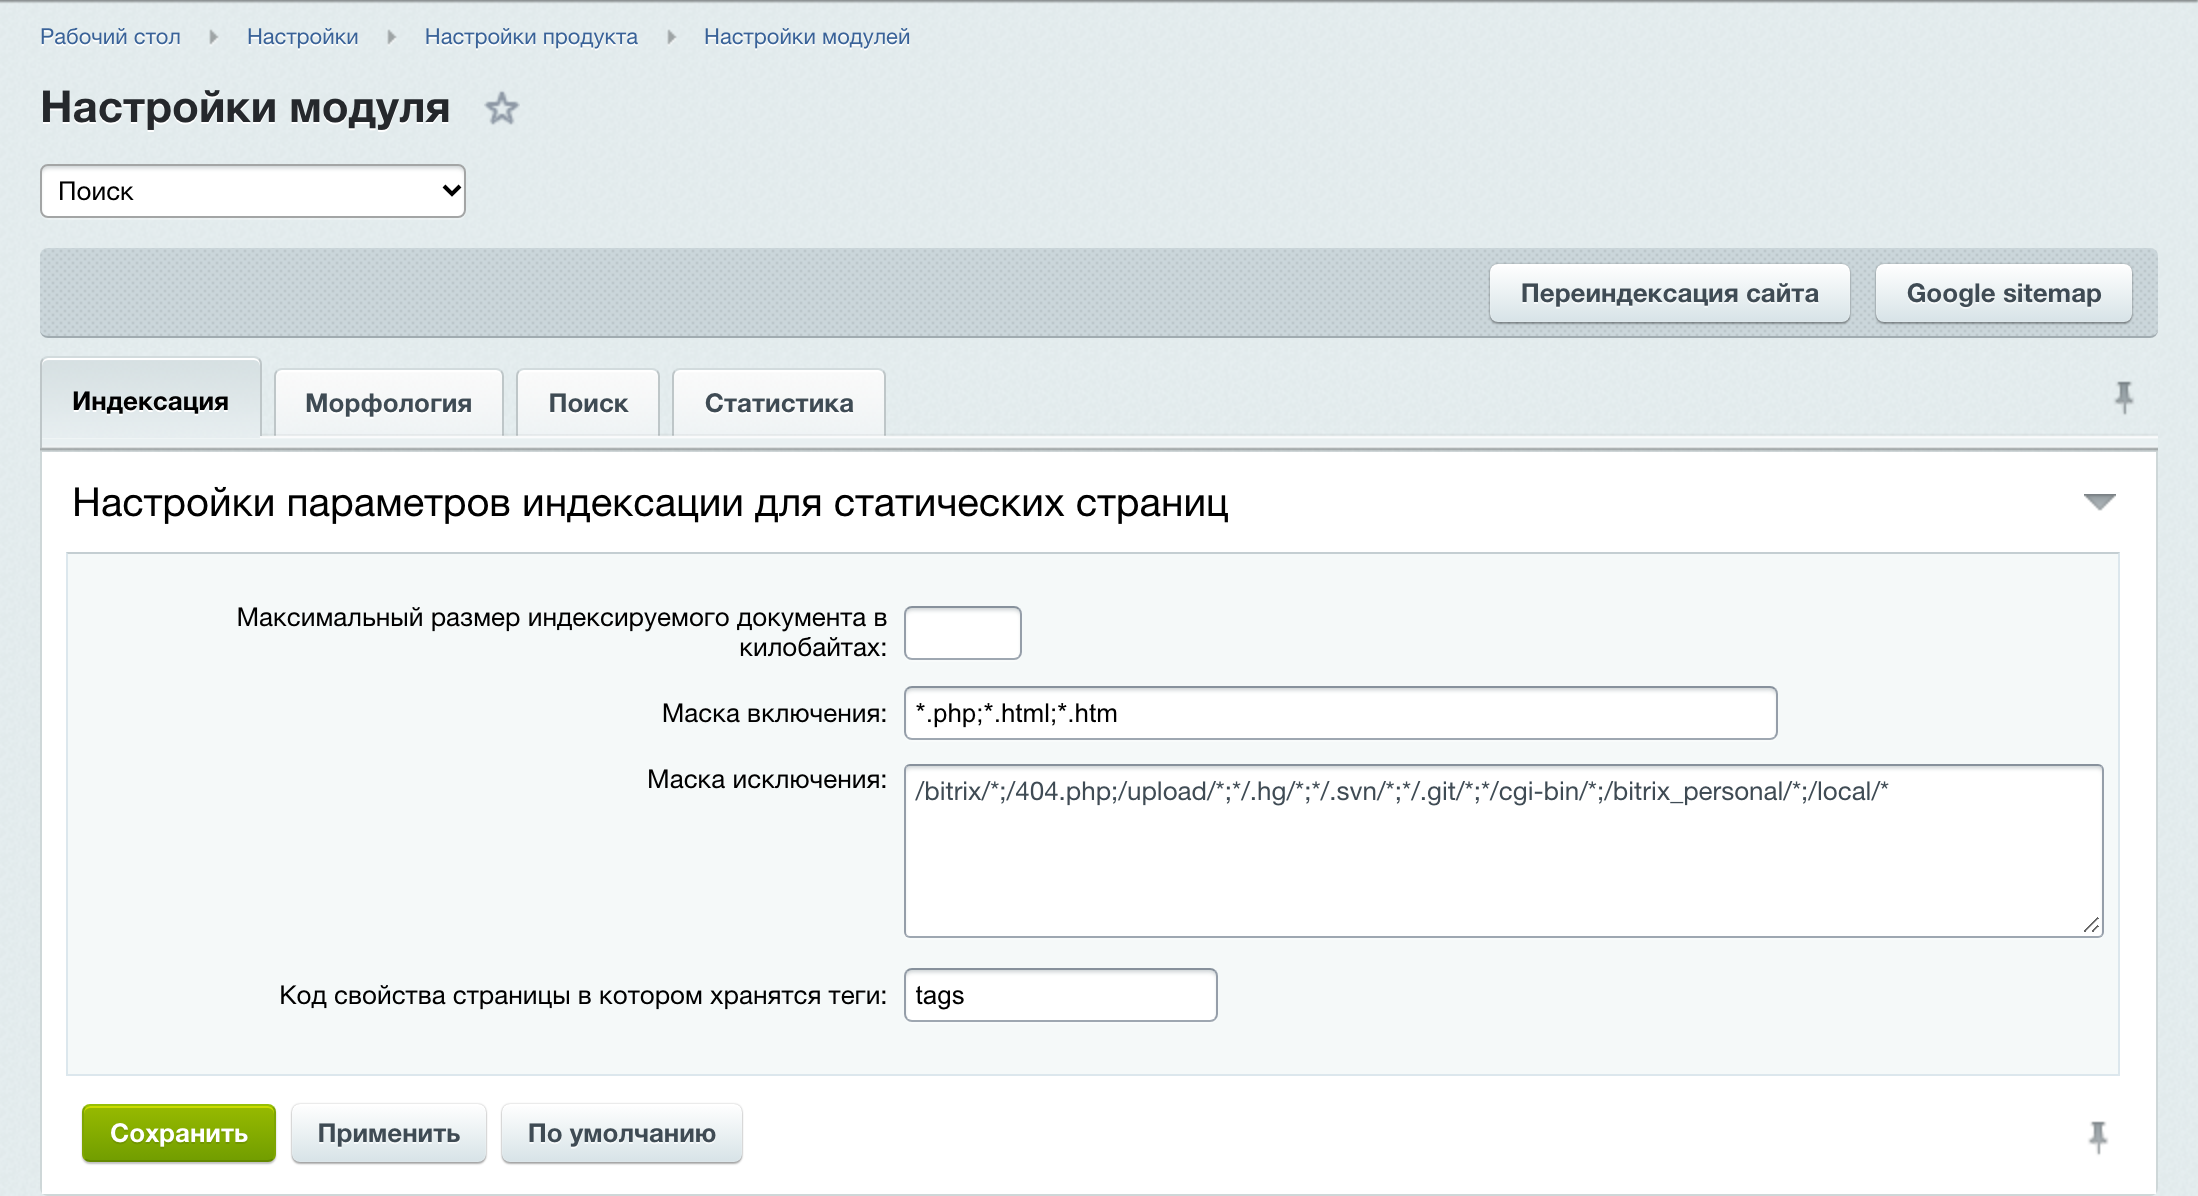 Рабочий стол Настройки Настройки продукта Настройки модулей
Настройки модуля
Поиск
Переиндексация сайта Google sitemap
Индексация Морфология Поиск Статистика
Настройки параметров индексации для статических страниц
Максимальный размер индексируемого документа в
килобайтах:
Маска включения: *.php;*.html;*.htm
Маска исключения: /bitrix/*;/404.php;/upload/*;*/.hg/*;*/.svn/*;*/.git/*;*/cgi-bin/*;/bitrix_personal/*;/local/*
Код свойства страницы в котором хранятся теги: tags
Сохранить Применить По умолчанию